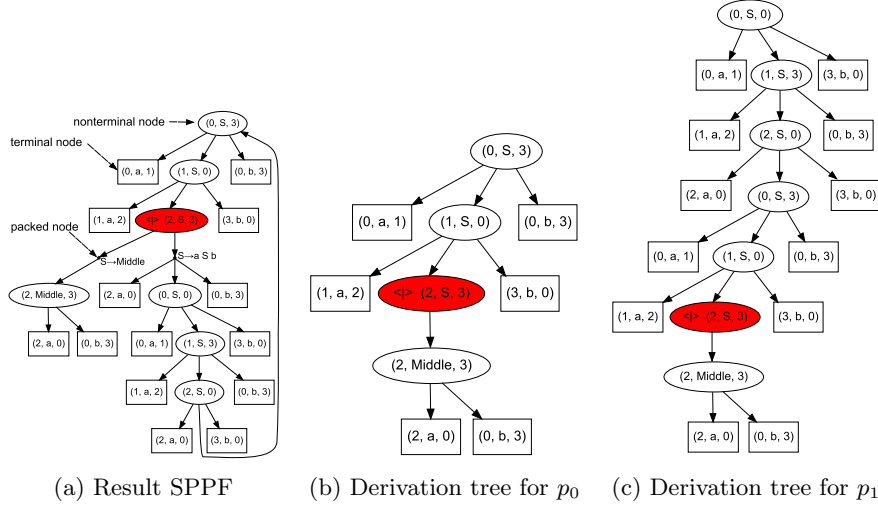 nonterminal node
(0, S, 3)
terminal node
(0, a, 1)
(1, S, 0)
(0, b, 3)
(1, a, 2)
<|> (2, S, 3)
(3, b, 0)
packed node
S→Middle
S→a S b
(2, Middle, 3)
(2, a, 0)
(0, S, 0)
(0, b, 3)
(2, a, 0)
(0, b, 3)
(0, a, 1)
(1, S, 3)
(3, b, 0)
(1, a, 2)
(2, S, 0)
(0, b, 3)
(2, a, 0)
(3, b, 0)
(a) Result SPPF
(0, S, 3)
(0, a, 1)
(1, S, 0)
(0, b, 3)
(1, a, 2)
<|> (2, S, 3)
(3, b, 0)
(2, Middle, 3)
(2, a, 0)
(0, b, 3)
(b) Derivation tree for p0
(0, S, 0)
(0, a, 1)
(1, S, 3)
(3, b, 0)
(1, a, 2)
(2, S, 0)
(0, b, 3)
(2, a, 0)
(0, S, 3)
(3, b, 0)
(0, a, 1)
(1, S, 0)
(0, b, 3)
(1, a, 2)
<|> (2, S, 3)
(3, b, 0)
(2, Middle, 3)
(2, a, 0)
(0, b, 3)
(c) Derivation tree for p1